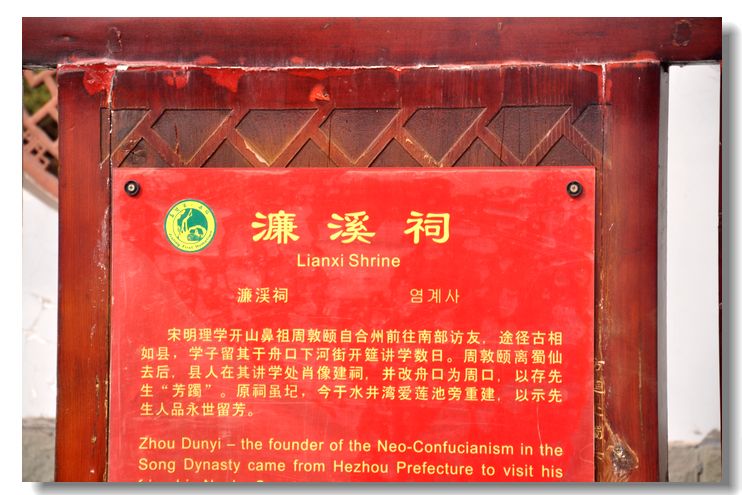 濂溪祠
Lianxi Shrine
濂渓祠 염계사
宋明理学开山鼻祖周敦颐自合州前往南部访友，途径古相
如县，学子留其于舟口下河街开筵讲学数日。周敦颐离蜀仙
去后，县人在其讲学处肖像建祠，并改舟口为周口，以存先
生“芳躅”。原祠虽圮，今于水井湾爱莲池旁重建，以示先
生人品永世留芳。
Zhou Dunyi – the founder of the Neo-Confucianism in the
Song Dynasty came from Hezhou Prefecture to visit his